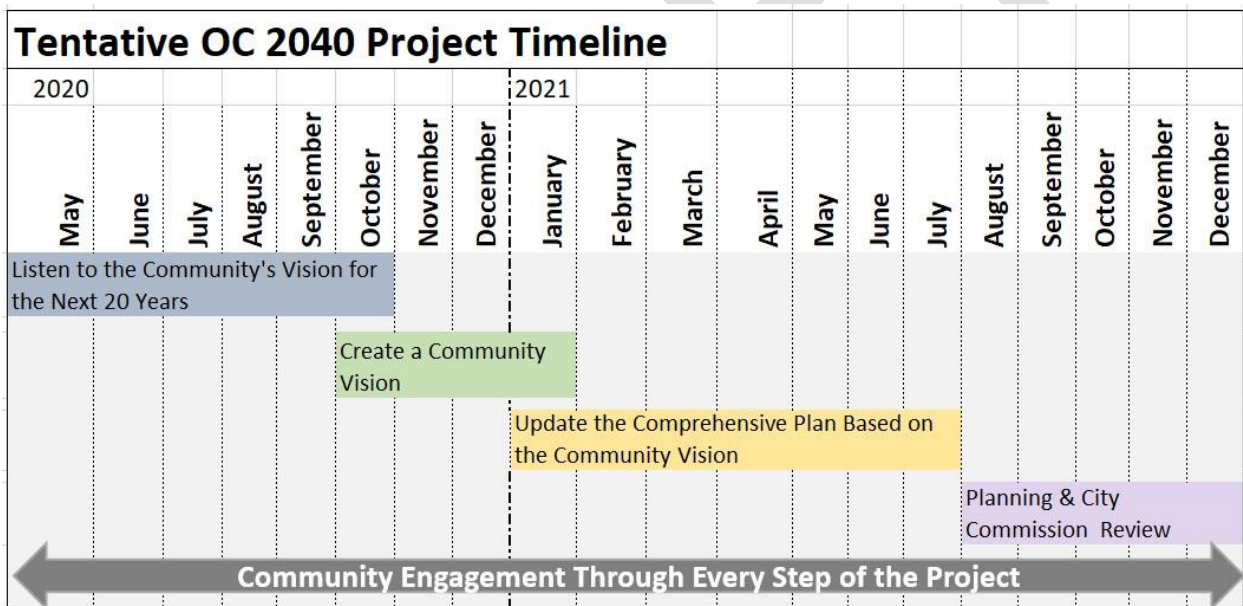 Tentative OC 2040 Project Timeline
2020 2021
May June July August September October November December January February March April May June July August September October November December
Listen to the Community's Vision for
the Next 20 Years
Create a Community
Vision
Update the Comprehensive Plan Based on
the Community Vision
Planning & City
Commission Review
Community Engagement Through Every Step of the Project